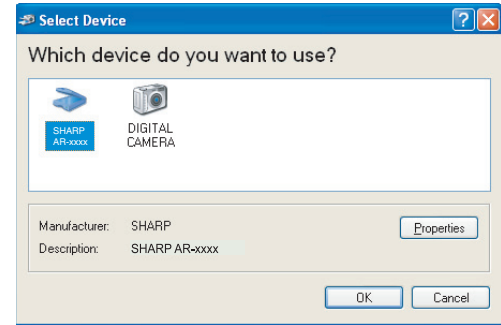 Select Device
Which device do you want to use?
SHARP
AR-xxxx
DIGITAL
CAMERA
Manufacturer: SHARP
Properties
Description: SHARP AR-xxxx
OK Cancel